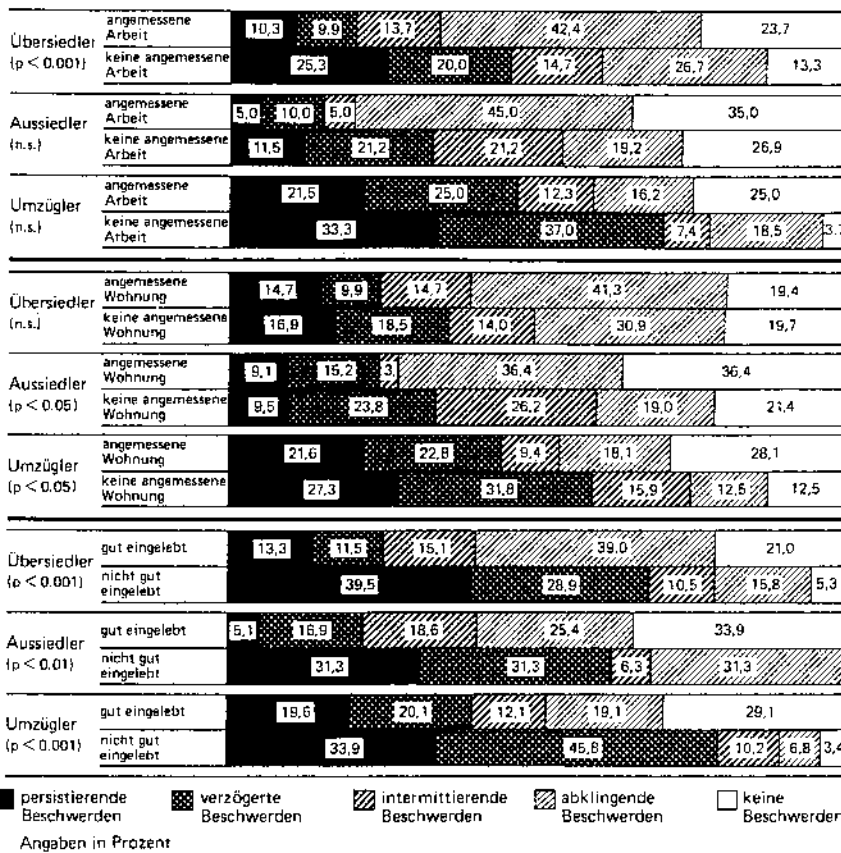 angemessene
Arbeit
10,3 9,9 13,7 42,4 23,7
Übersiedler
(p < 0.001)
keine angemessene
Arbeit
25,3 20,0 14,7 26,7 13,3
angemessene
Arbeit
5,0 10,0 5,0 45,0 35,0
Aussiedler
(n.s.)
keine angemessene
Arbeit
11,5 21,2 21,2 19,2 26,9
angemessene
Arbeit
21,5 25,0 12,3 16,2 25,0
Umzügler
(n.s.)
keine angemessene
Arbeit
33,3 37,0 7,4 18,5 3,7
angemessene
Wohnung
14,7 9,9 14,7 41,3 19,4
Übersiedler
(n.s.)
keine angemessene
Wohnung
16,9 18,5 14,0 30,9 19,7
angemessene
Wohnung
9,1 15,2 3, 36,4 36,4
Aussiedler
(p < 0.05)
keine angemessene
Wohnung
9,5 23,8 26,2 19,0 21,4
angemessene
Wohnung
21,6 22,8 9,4 18,1 28,1
Umzügler
(p < 0.05)
keine angemessene
Wohnung
27,3 31,8 15,9 12,5 12,5
gut eingelebt
13,3 11,5 15,1 39,0 21,0
Übersiedler
(p < 0.001)
nicht gut
eingelebt
39,5 28,9 10,5 15,8 5,3
gut eingelebt
5,1 16,9 18,6 25,4 33,9
Aussiedler
(p < 0.01)
nicht gut
eingelebt
31,3 31,3 6,3 31,3
gut eingelebt
19,6 20,1 12,1 19,1 29,1
Umzügler
(p < 0.001)
nicht gut
eingelebt
33,9 45,8 10,2 6,8 3,4
persistierende
Beschwerden
verzögerte
Beschwerden
intermittierende
Beschwerden
abklingende
Beschwerden
keine
Beschwerden
Angaben in Prozent